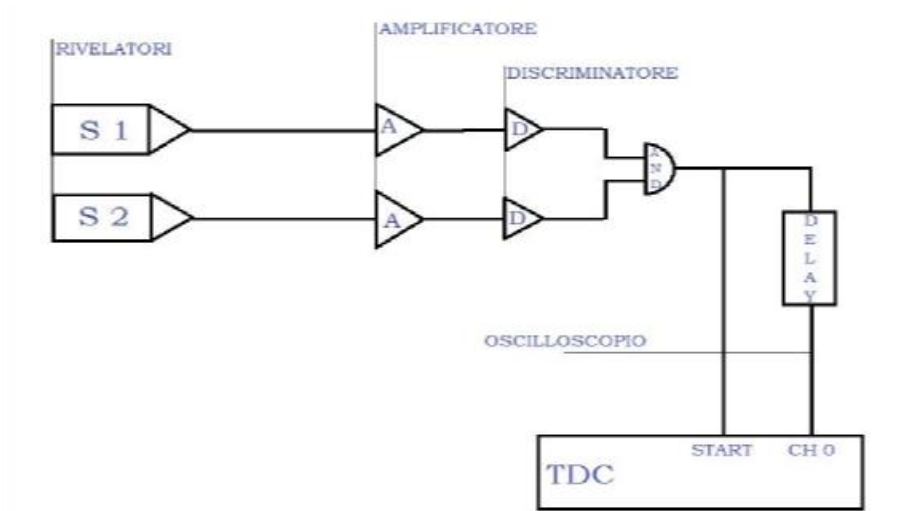 AMPLIFICATORE
RIVELATORI
DISCRIMINATORE
S 1
A
D
AND
S 2
A
D
DELAY
OSCILLOSCOPIO
START
CH 0
TDC